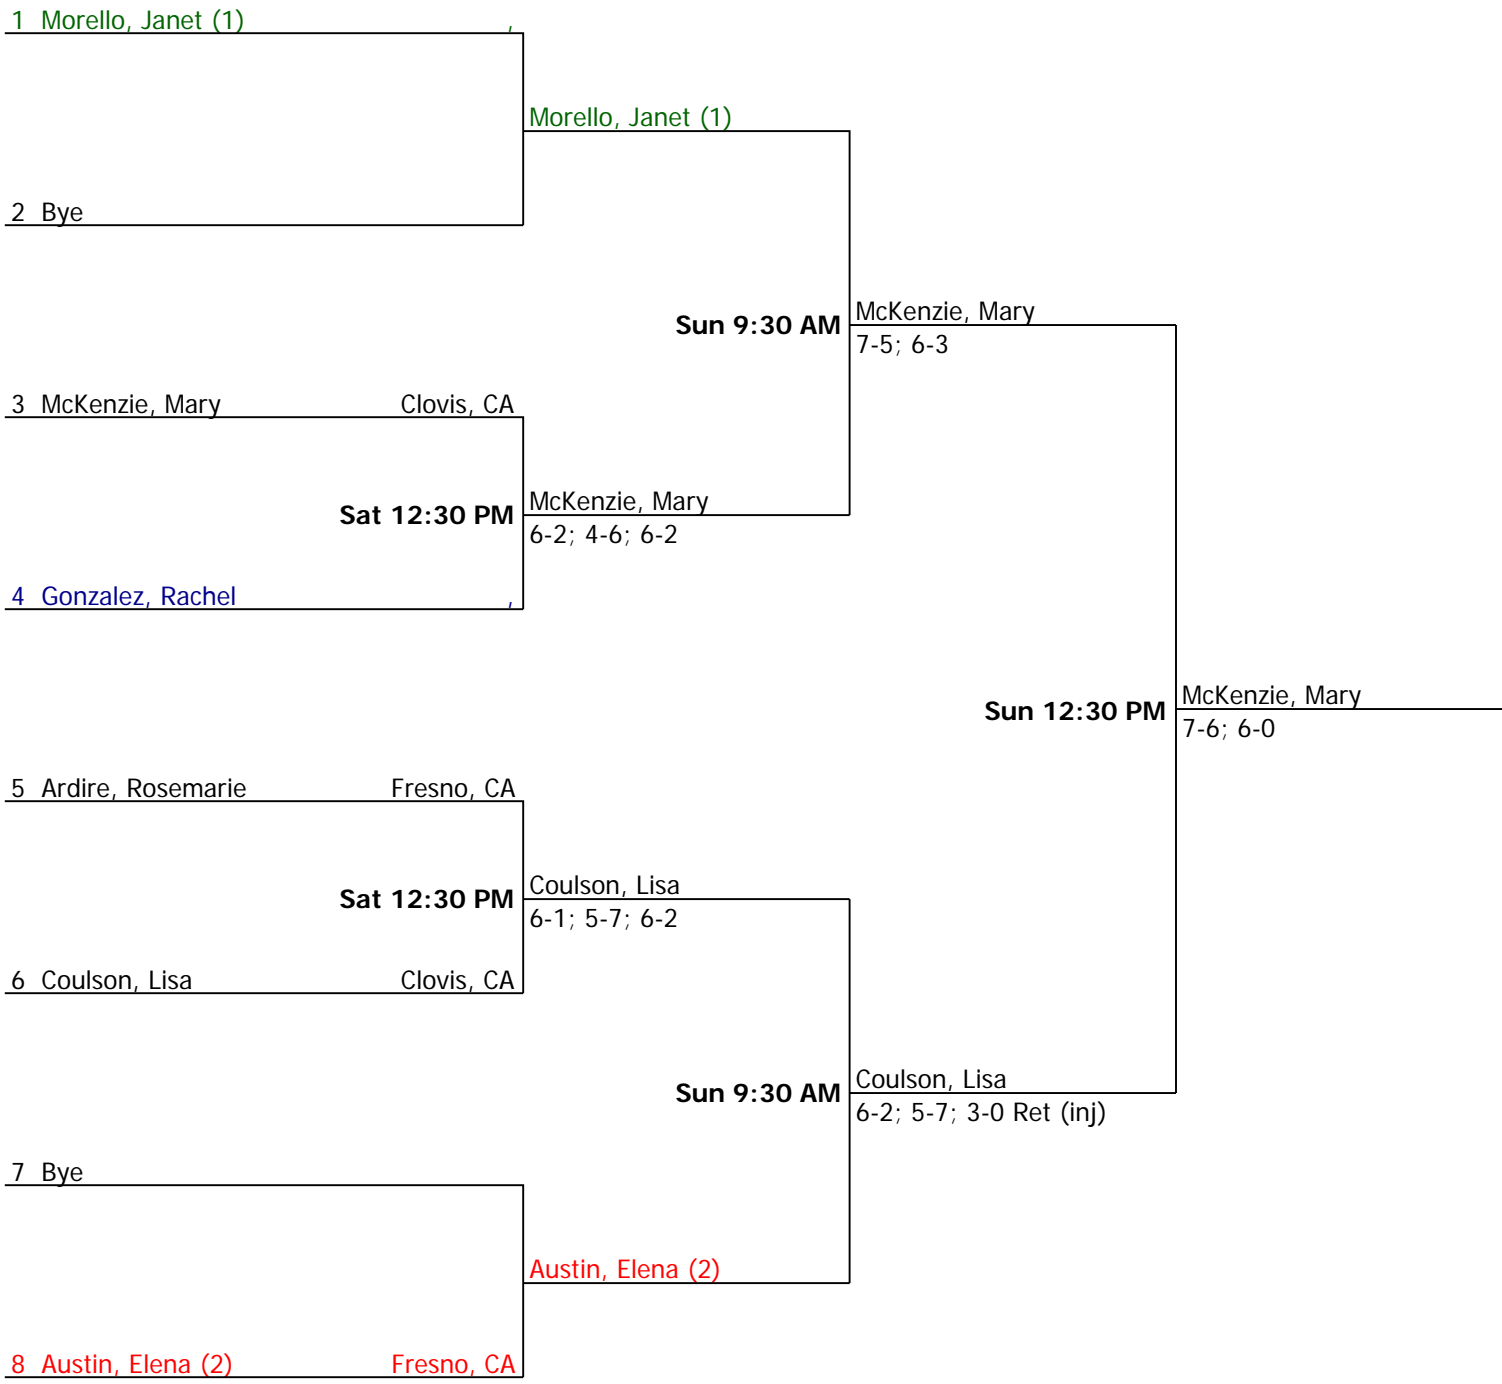 1 Morello, Janet (1) ,
Morello, Janet (1)
2 Bye
McKenzie, Mary
Sun 9:30 AM
7-5; 6-3
3 McKenzie, Mary Clovis, CA
McKenzie, Mary
Sat 12:30 PM
6-2; 4-6; 6-2
4 Gonzalez, Rachel ,
McKenzie, Mary
Sun 12:30 PM
7-6; 6-0
5 Ardire, Rosemarie Fresno, CA
Coulson, Lisa
Sat 12:30 PM
6-1; 5-7; 6-2
6 Coulson, Lisa Clovis, CA
Coulson, Lisa
Sun 9:30 AM
6-2; 5-7; 3-0 Ret (inj)
7 Bye
Austin, Elena (2)
8 Austin, Elena (2) Fresno, CA